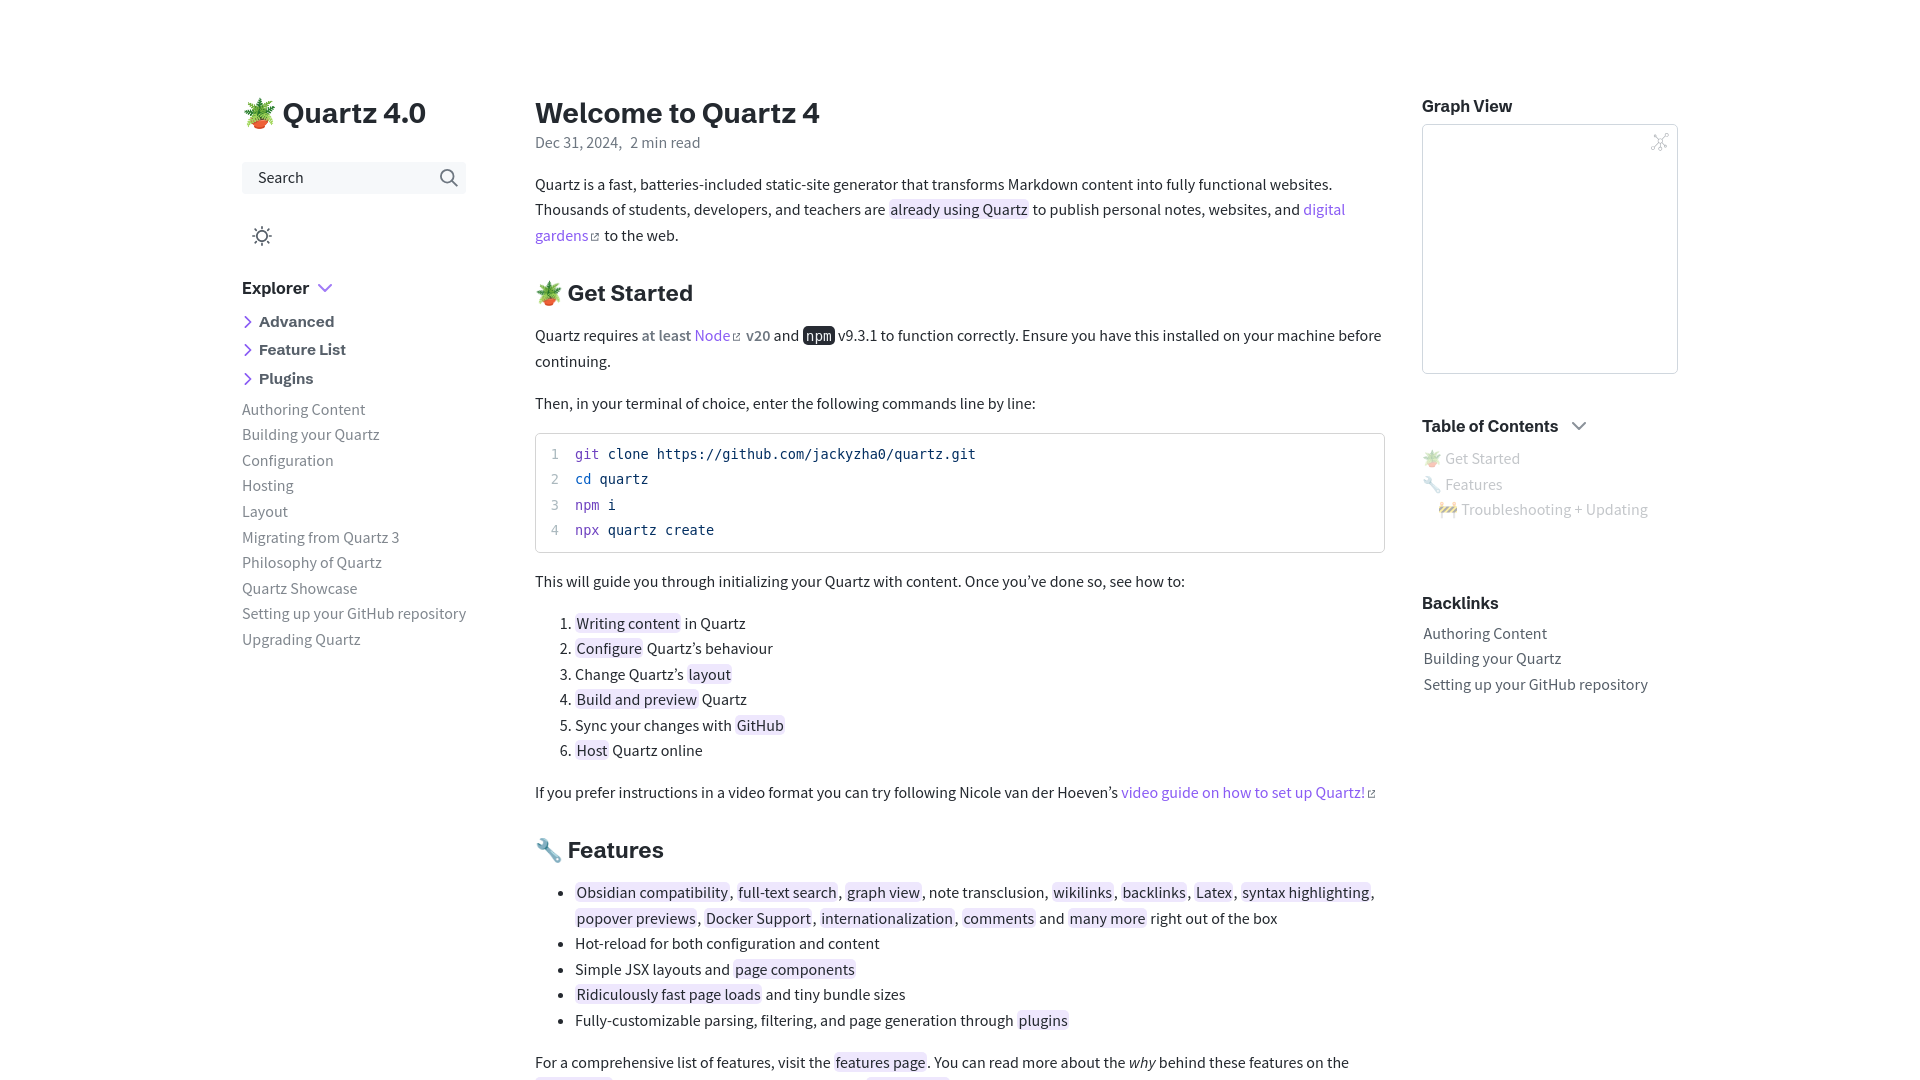 🪴 Quartz 4.0
Search
Explorer
Advanced
Feature List
Plugins
Authoring Content
Building your Quartz
Configuration
Hosting
Layout
Migrating from Quartz 3
Philosophy of Quartz
Quartz Showcase
Setting up your GitHub repository
Upgrading Quartz
Welcome to Quartz 4
Dec 31, 2024, 2 min read
Quartz is a fast, batteries-included static-site generator that transforms Markdown content into fully functional websites.
Thousands of students, developers, and teachers are already using Quartz to publish personal notes, websites, and digital
gardens to the web.
🪴 Get Started
Quartz requires at least Node v20 and npm v9.3.1 to function correctly. Ensure you have this installed on your machine before
continuing.
Then, in your terminal of choice, enter the following commands line by line:
1 git clone https://github.com/jackyzha0/quartz.git
2 cd quartz
3 npm i
4 npx quartz create
This will guide you through initializing your Quartz with content. Once you’ve done so, see how to:
1. Writing content in Quartz
2. Configure Quartz’s behaviour
3. Change Quartz’s layout
4. Build and preview Quartz
5. Sync your changes with GitHub
6. Host Quartz online
If you prefer instructions in a video format you can try following Nicole van der Hoeven’s video guide on how to set up Quartz!
🔧 Features
• Obsidian compatibility, full-text search, graph view, note transclusion, wikilinks, backlinks, Latex, syntax highlighting,
popover previews, Docker Support, internationalization, comments and many more right out of the box
• Hot-reload for both configuration and content
• Simple JSX layouts and page components
• Ridiculously fast page loads and tiny bundle sizes
• Fully-customizable parsing, filtering, and page generation through plugins
For a comprehensive list of features, visit the features page. You can read more about the why behind these features on the
Graph View
Table of Contents
🪴 Get Started
🔧 Features
🚧 Troubleshooting + Updating
Backlinks
Authoring Content
Building your Quartz
Setting up your GitHub repository